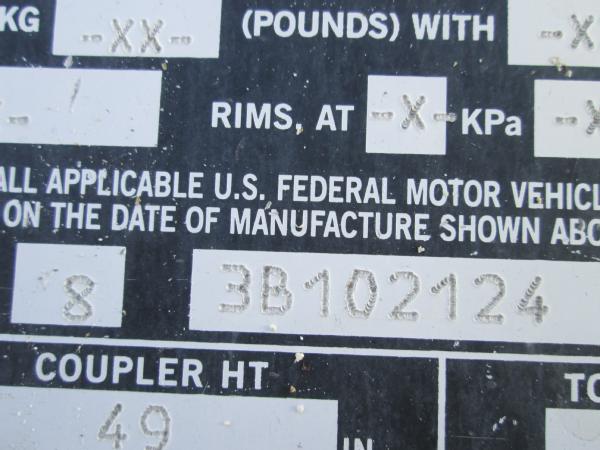 KG -XX- (POUNDS) WITH -X
- RIMS, AT -X- KPa -X
ALL APPLICABLE U.S. FEDERAL MOTOR VEHICL
ON THE DATE OF MANUFACTURE SHOWN ABO
8 3B102124
COUPLER HT TO
49 IN